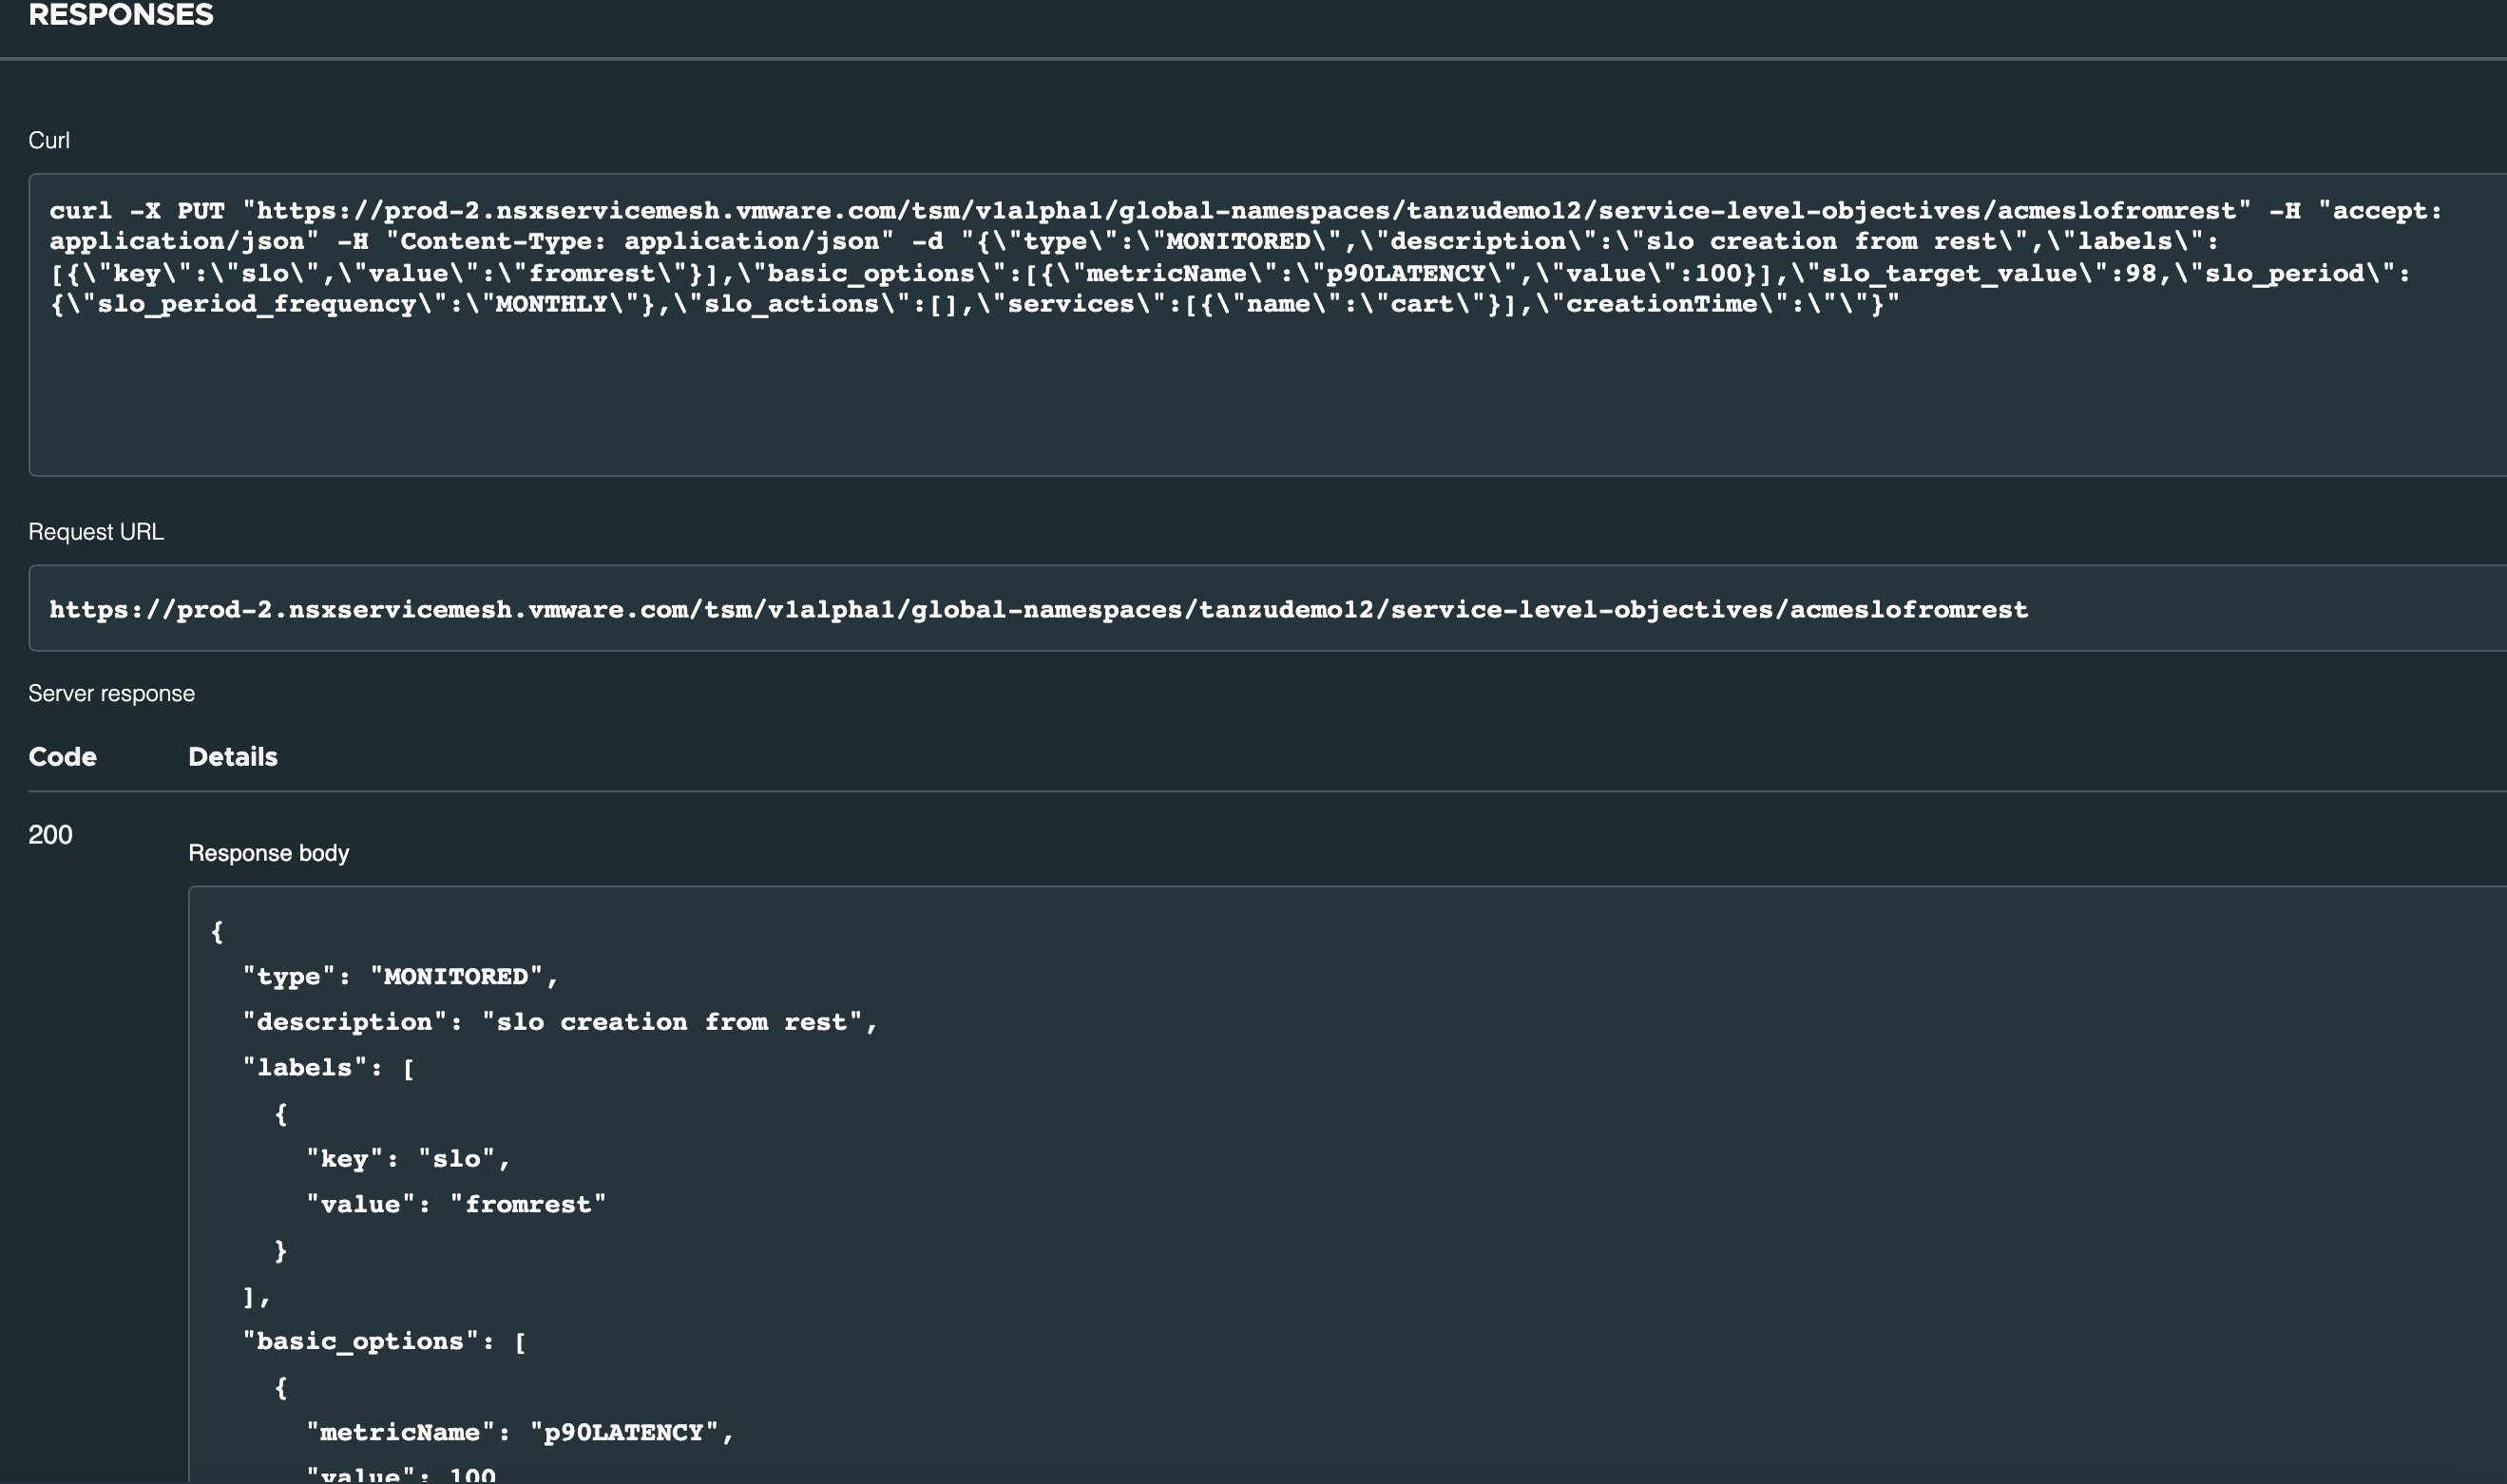 RESPONSES
Curl
curl -X PUT "https://prod-2.nsxservicemesh.vmware.com/tsm/v1alpha1/global-namespaces/tanzudemo12/service-level-objectives/acmeslofromrest" -H "accept:
application/json" -H "Content-Type: application/json" -d "{\"type\":\"MONITORED\",\"description\":\"slo creation from rest\",\"labels\":
[{\"key\":\"slo\",\"value\":\"fromrest\"}],\"basic_options\":[{\"metricName\":\"p90LATENCY\",\"value\":100}],\"slo_target_value\":98,\"slo_period\":
{\"slo_period_frequency\":\"MONTHLY\"},\"slo_actions\":[],\"services\":[{\"name\":\"cart\"}],\"creationTime\":\"\"}"
Request URL
https://prod-2.nsxservicemesh.vmware.com/tsm/v1alpha1/global-namespaces/tanzudemo12/service-level-objectives/acmeslofromrest
Server response
Code Details
200
Response body
{
"type": "MONITORED",
"description": "slo creation from rest",
"labels": [
{
"key": "slo",
"value": "fromrest"
}
],
"basic_options": [
{
"metricName": "p90LATENCY",
"value": 100